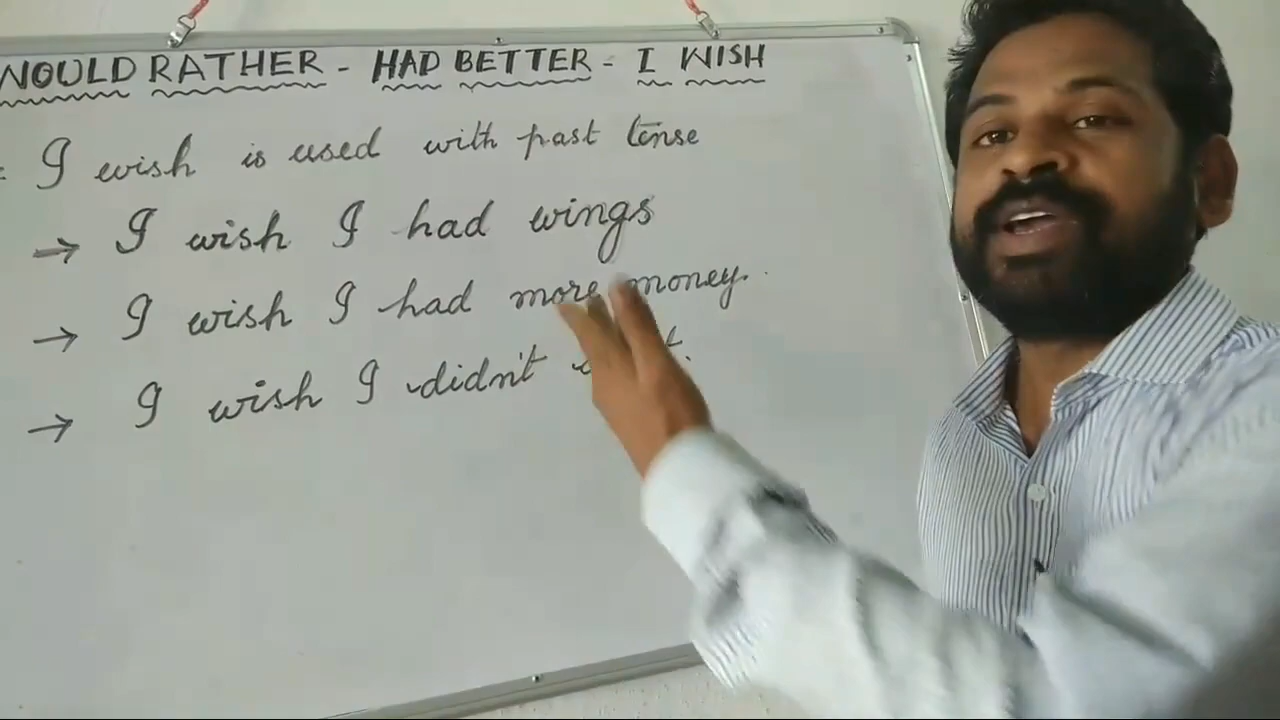 WOULD RATHER - HAD BETTER - I WISH
I wish is used with past tense
→ I wish I had wings
→ I wish I had more money.
→ I wish I didn't